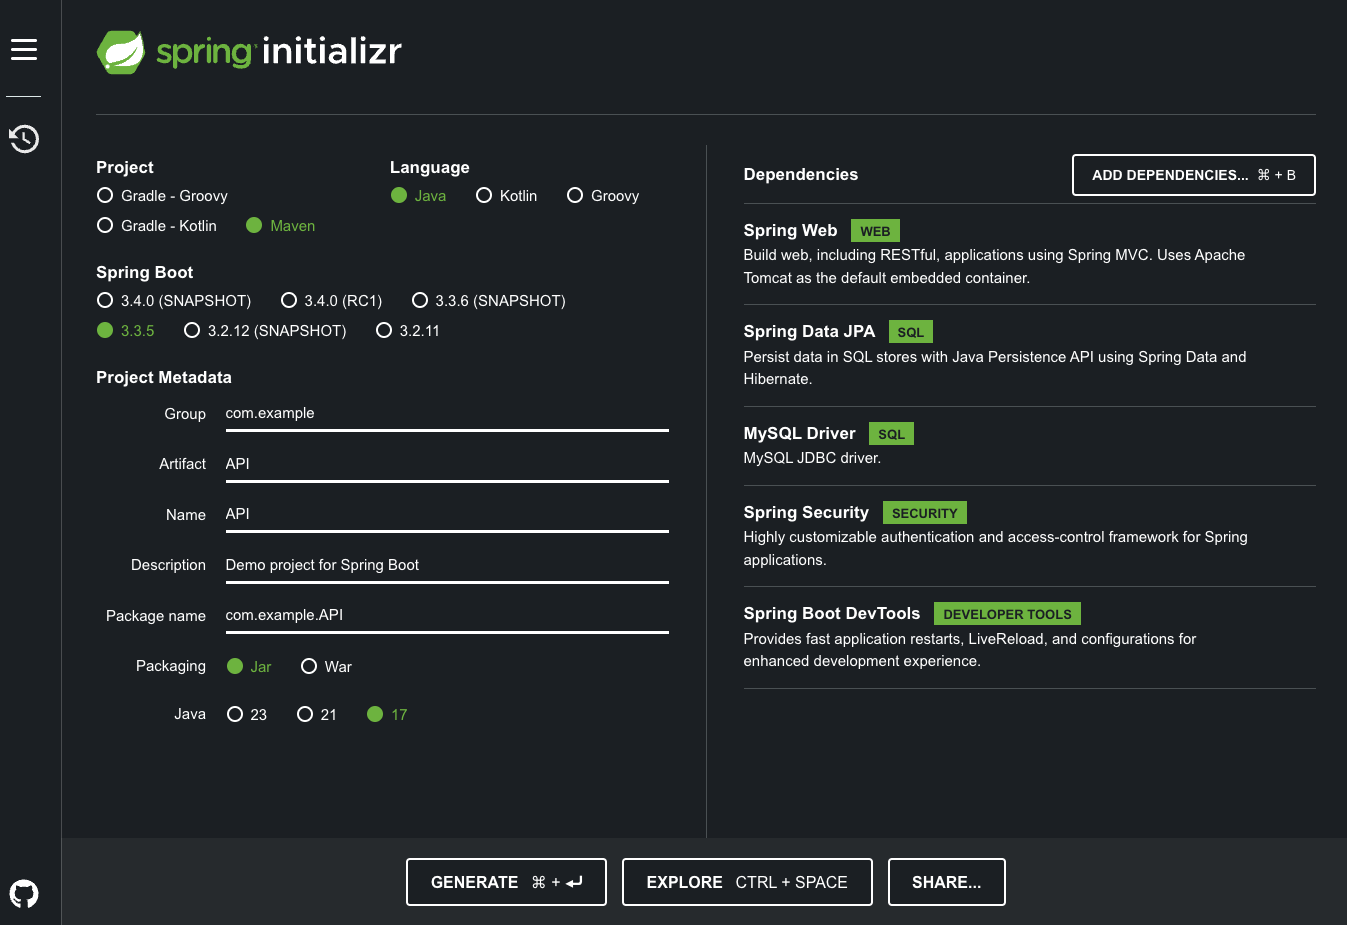 spring initializr
Project
Gradle - Groovy
Gradle - Kotlin Maven
Language
Java Kotlin Groovy
Spring Boot
3.4.0 (SNAPSHOT) 3.4.0 (RC1) 3.3.6 (SNAPSHOT)
3.3.5 3.2.12 (SNAPSHOT) 3.2.11
Project Metadata
Group com.example
Artifact API
Name API
Description Demo project for Spring Boot
Package name com.example.API
Packaging Jar War
Java 23 21 17
Dependencies
ADD DEPENDENCIES... ⌘ + B
Spring Web WEB
Build web, including RESTful, applications using Spring MVC. Uses Apache
Tomcat as the default embedded container.
Spring Data JPA SQL
Persist data in SQL stores with Java Persistence API using Spring Data and
Hibernate.
MySQL Driver SQL
MySQL JDBC driver.
Spring Security SECURITY
Highly customizable authentication and access-control framework for Spring
applications.
Spring Boot DevTools DEVELOPER TOOLS
Provides fast application restarts, LiveReload, and configurations for
enhanced development experience.
GENERATE ⌘ + ⏎
EXPLORE CTRL + SPACE
SHARE...